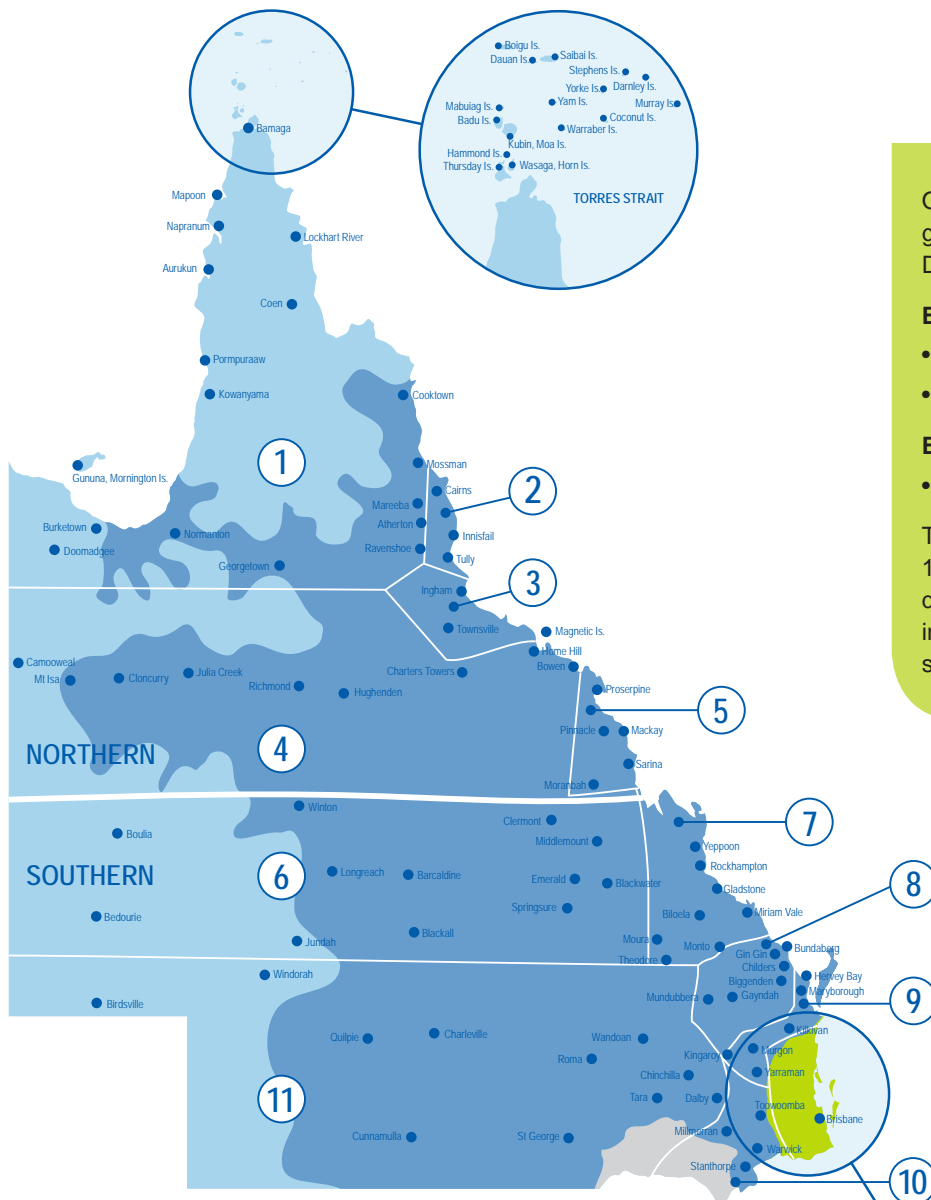 Boigu Is.
Dauan Is.
Saibai Is.
Stephens Is.
Darnley Is.
Yorke Is.
Murray Is.
Mabuiag Is.
Yam Is.
Badu Is.
Coconut Is.
Warraber Is.
Kubin, Moa Is.
Hammond Is.
Thursday Is.
Wasaga, Horn Is.
TORRES STRAIT
Bamaga
Mapoon
Napranum
Lockhart River
Aurukun
Coen
Pormpuraaw
Kowanyama
Cooktown
1
Mossman
Gununa, Mornington Is.
Cairns
2
Mareeba
Atherton
Burketown
Normanton
Innisfail
Doomadgee
Ravenshoe
Tully
Georgetown
Ingham
3
Townsville
Magnetic Is.
Home Hill
Bowen
Camooweal
Mt Isa
Cloncurry
Julia Creek
Richmond
Hughenden
Charters Towers
Proserpine
5
Pinnacle
Mackay
NORTHERN
4
Sarina
Moranbah
Winton
Clermont
7
Boulia
Middlemount
Yeppoon
SOUTHERN
6
Longreach
Barcaldine
Emerald
Blackwater
Rockhampton
Gladstone
8
Springsure
Biloela
Miriam Vale
Bedourie
Jundah
Blackall
Moura
Monto
Bundaberg
Gin Gin
Theodore
Childers
Windorah
Biggenden
Hervey Bay
Maryborough
Birdsville
Mundubbera
Gayndah
9
Kilkivan
Quilpie
Charleville
Wandoan
Murgon
Kingaroy
Roma
Yarraman
Chinchilla
11
Tara
Dalby
Toowoomba
Brisbane
Millmerran
Cunnamulla
St George
Warwick
Stanthorpe
10